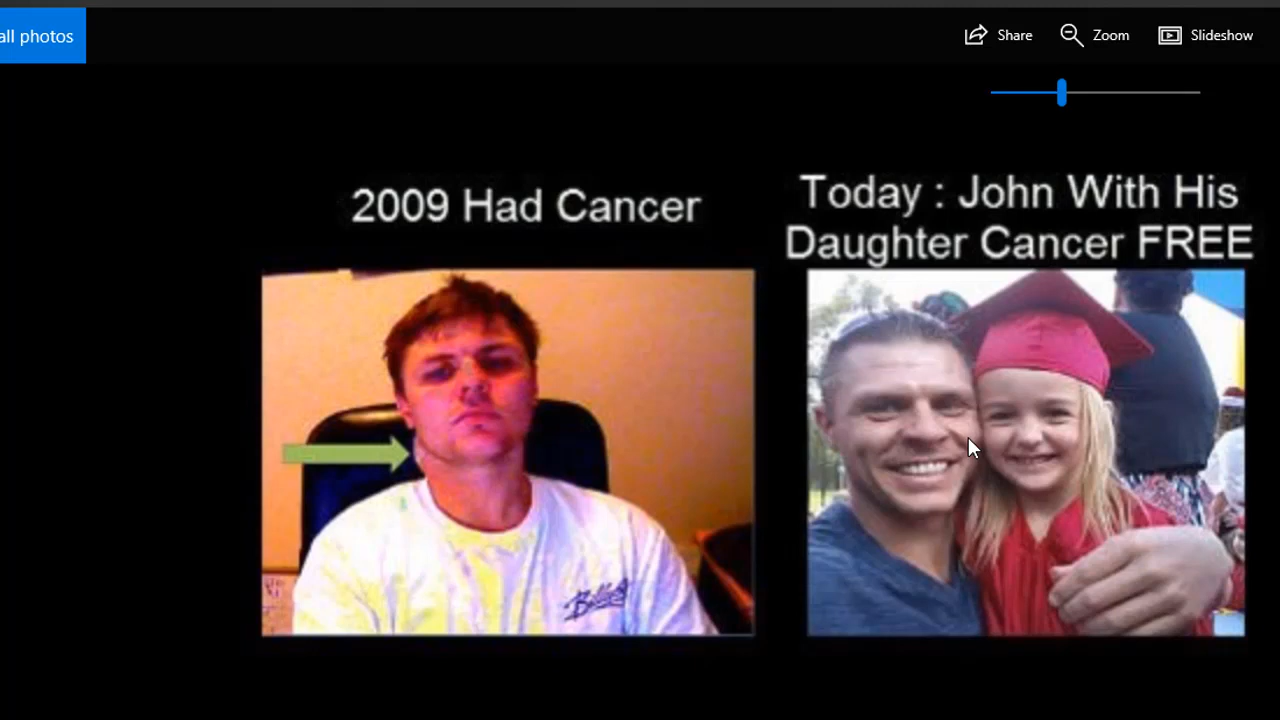 all photos
Share
Zoom
Slideshow
2009 Had Cancer
Today : John With His
Daughter Cancer FREE